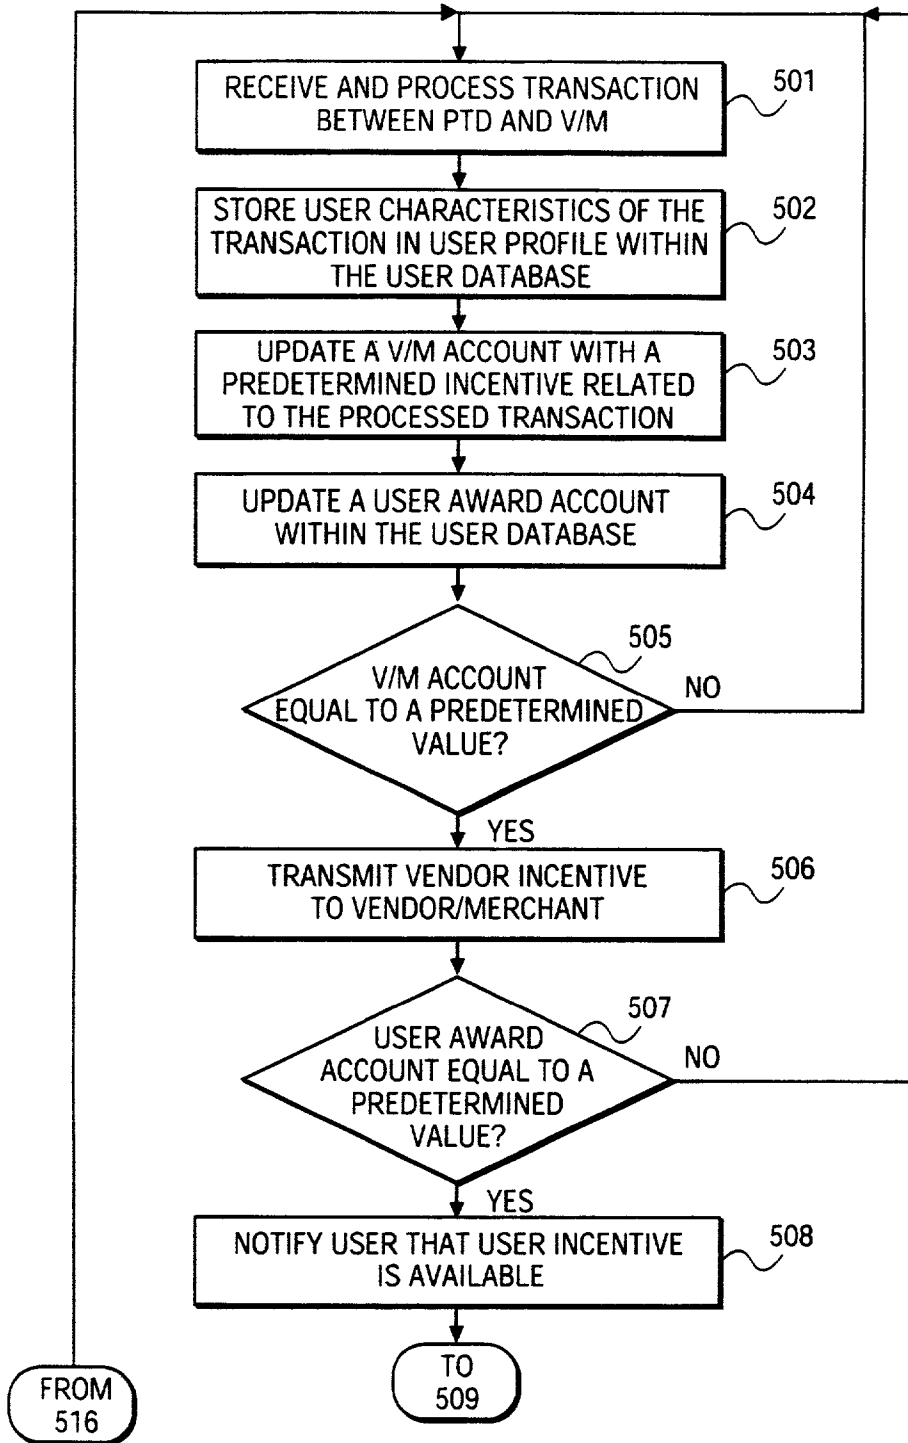 RECEIVE AND PROCESS TRANSACTION
BETWEEN PTD AND V/M
501
STORE USER CHARACTERISTICS OF THE
TRANSACTION IN USER PROFILE WITHIN
THE USER DATABASE
502
UPDATE A V/M ACCOUNT WITH A
PREDETERMINED INCENTIVE RELATED
TO THE PROCESSED TRANSACTION
503
UPDATE A USER AWARD ACCOUNT
WITHIN THE USER DATABASE
504
505
V/M ACCOUNT
EQUAL TO A PREDETERMINED
VALUE?
NO
YES
TRANSMIT VENDOR INCENTIVE
TO VENDOR/MERCHANT
506
507
USER AWARD
ACCOUNT EQUAL TO A
PREDETERMINED
VALUE?
NO
YES
NOTIFY USER THAT USER INCENTIVE
IS AVAILABLE
508
TO
509
FROM
516